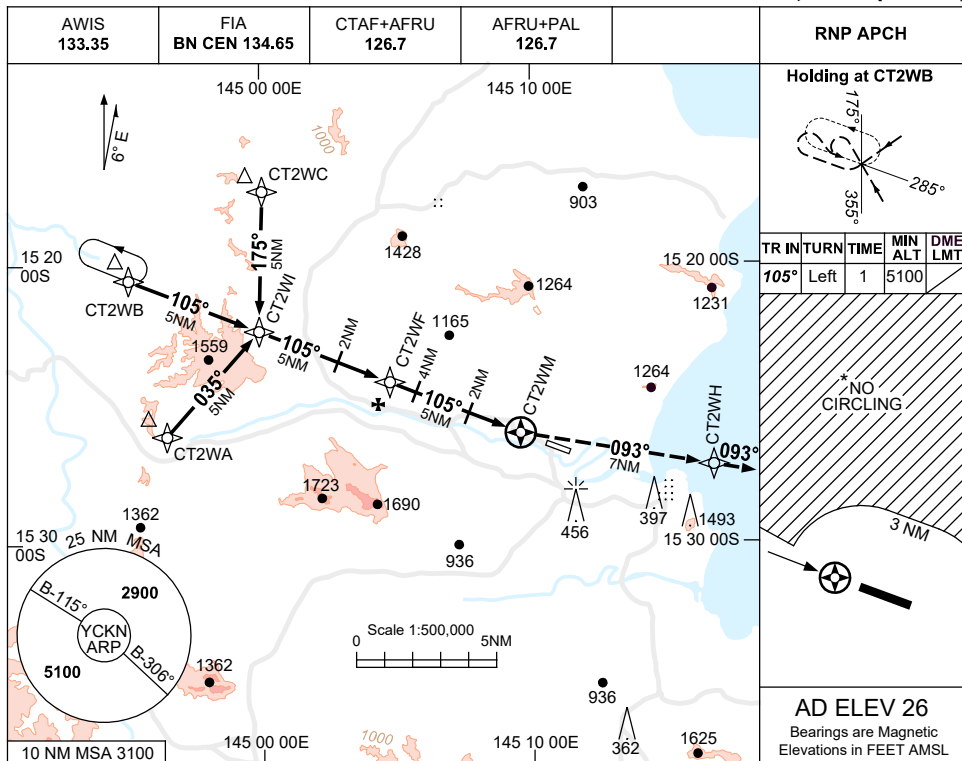 AWIS
133.35
FIA
BN CEN 134.65
CTAF+AFRU
126.7
AFRU+PAL
126.7
RNP APCH
145 00 00E
145 10 00E
6° E
1000
CT2WC
903
1428
175°
5NM
15 20
00S
15 20 00S
1264
1231
CT2WB
105°
5NM
CT2WI
105°
5NM
2NM
1165
CT2WF
4NM
105°
5NM
2NM
CT2WM
1559
035°
5NM
1264
CT2WH
093°
7NM
093°
CT2WA
1723
1690
456
397
1493
1362
15 30
00S
15 30 00S
936
25 NM MSA
2900
B-115°
YCKN
ARP
B-306°
5100
Scale 1:500,000
0
5NM
1362
936
362
1625
1000
145 00 00E
145 10 00E
10 NM MSA 3100
Holding at CT2WB
175°
285°
355°
TR IN TURN TIME MIN ALT DME LMT
105° Left 1 5100
*NO
CIRCLING
3 NM
AD ELEV 26
Bearings are Magnetic
Elevations in FEET AMSL